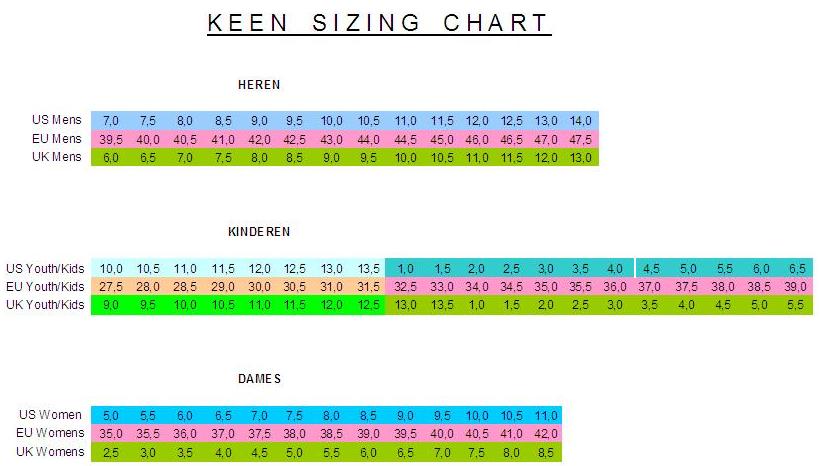 KEEN SIZING CHART
HEREN
US Mens 7,0 7,5 8,0 8,5 9,0 9,5 10,0 10,5 11,0 11,5 12,0 12,5 13,0 14,0
EU Mens 39,5 40,0 40,5 41,0 42,0 42,5 43,0 44,0 44,5 45,0 46,0 46,5 47,0 47,5
UK Mens 6,0 6,5 7,0 7,5 8,0 8,5 9,0 9,5 10,0 10,5 11,0 11,5 12,0 13,0
KINDEREN
US Youth/Kids 10,0 10,5 11,0 11,5 12,0 12,5 13,0 13,5 1,0 1,5 2,0 2,5 3,0 3,5 4,0 4,5 5,0 5,5 6,0 6,5
EU Youth/Kids 27,5 28,0 28,5 29,0 30,0 30,5 31,0 31,5 32,5 33,0 34,0 34,5 35,0 35,5 36,0 37,0 37,5 38,0 38,5 39,0
UK Youth/Kids 9,0 9,5 10,0 10,5 11,0 11,5 12,0 12,5 13,0 13,5 1,0 1,5 2,0 2,5 3,0 3,5 4,0 4,5 5,0 5,5
DAMES
US Women 5,0 5,5 6,0 6,5 7,0 7,5 8,0 8,5 9,0 9,5 10,0 10,5 11,0
EU Womens 35,0 35,5 36,0 37,0 37,5 38,0 38,5 39,0 39,5 40,0 40,5 41,0 42,0
UK Womens 2,5 3,0 3,5 4,0 4,5 5,0 5,5 6,0 6,5 7,0 7,5 8,0 8,5